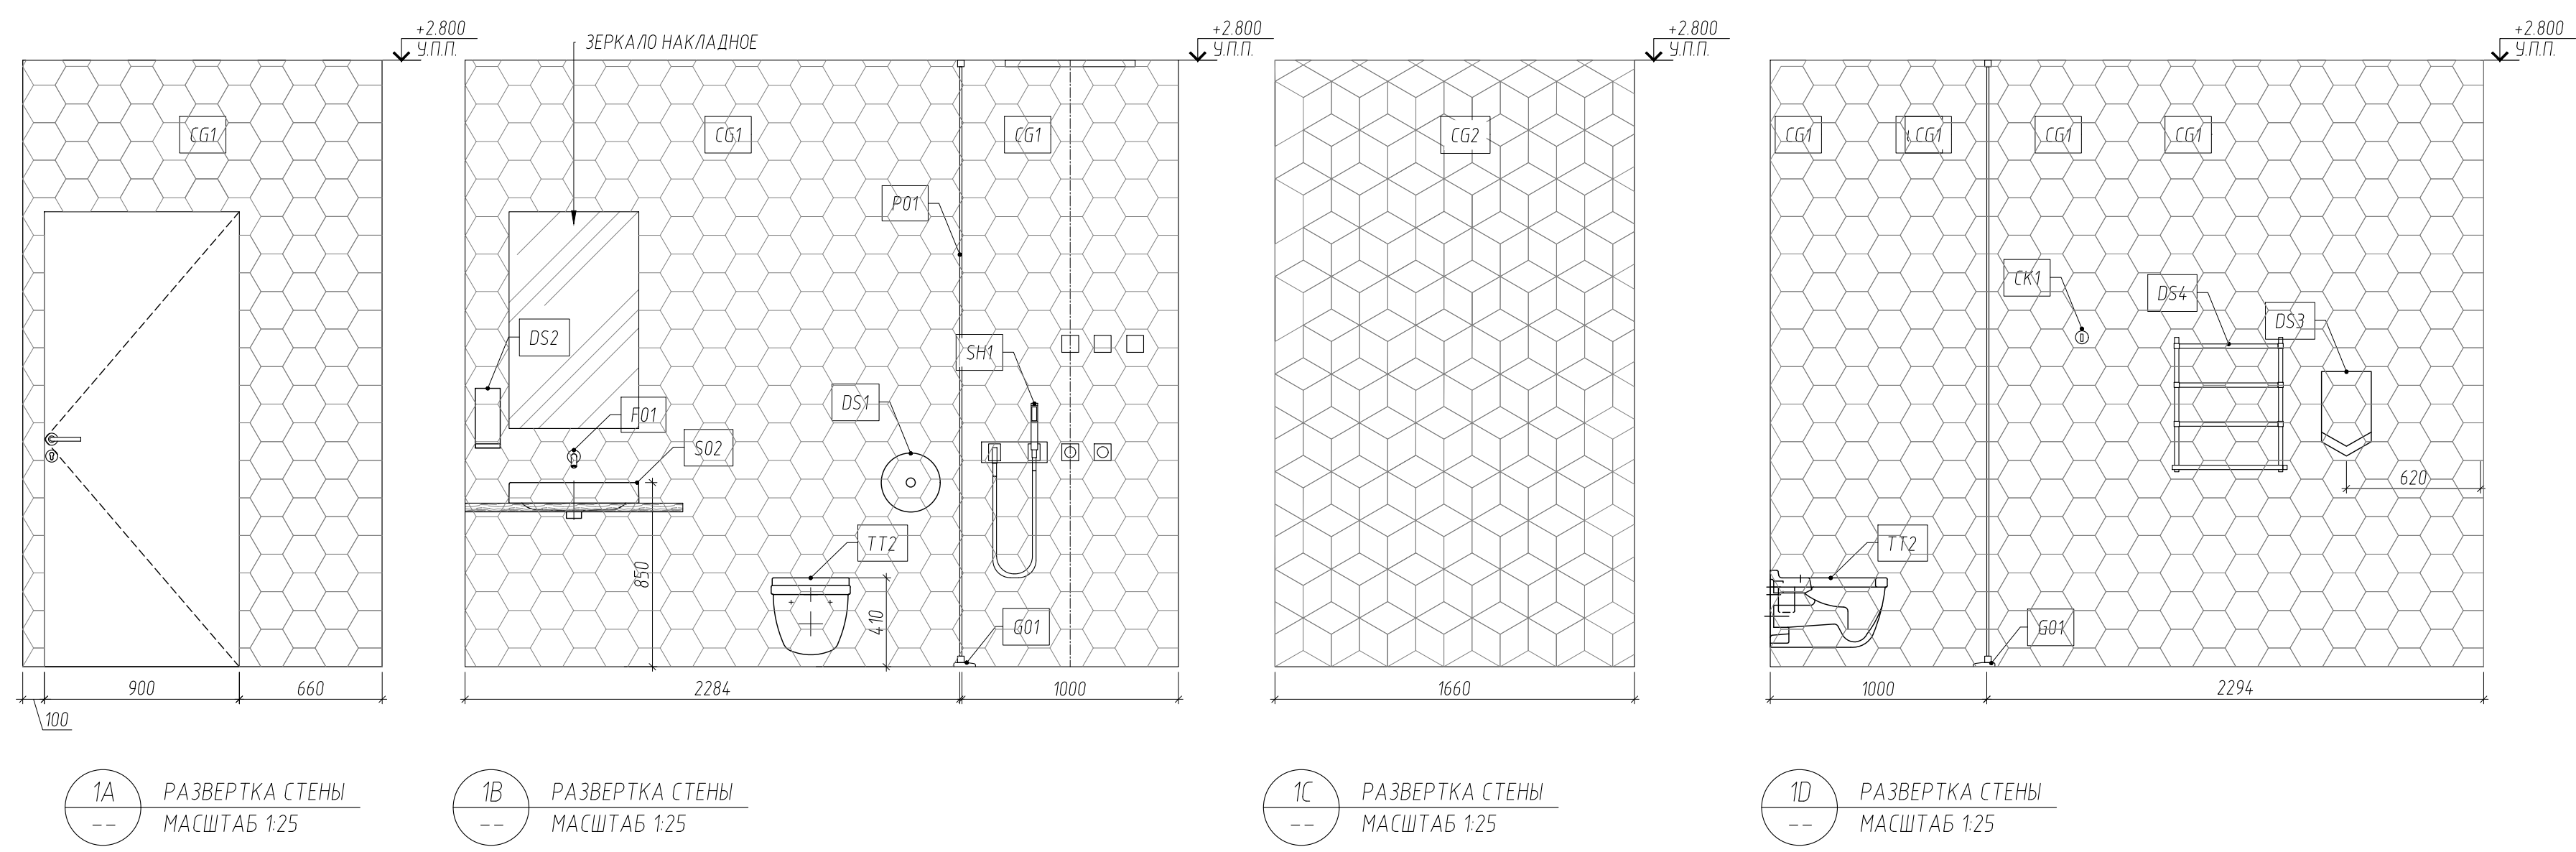 +2.800
У.П.П.
CG1
900
660
100
1А
--
РАЗВЕРТКА СТЕНЫ
МАСШТАБ 1:25
ЗЕРКАЛО НАКЛАДНОЕ
+2.800
У.П.П.
CG1
CG1
P01
DS2
SH1
F01
DS1
S02
TT2
850
410
G01
2284
1000
1В
--
РАЗВЕРТКА СТЕНЫ
МАСШТАБ 1:25
+2.800
У.П.П.
CG2
1660
1С
--
РАЗВЕРТКА СТЕНЫ
МАСШТАБ 1:25
+2.800
У.П.П.
CG1
CG1
CG1
CG1
CK1
DS4
DS3
620
TT2
G01
1000
2294
1D
--
РАЗВЕРТКА СТЕНЫ
МАСШТАБ 1:25